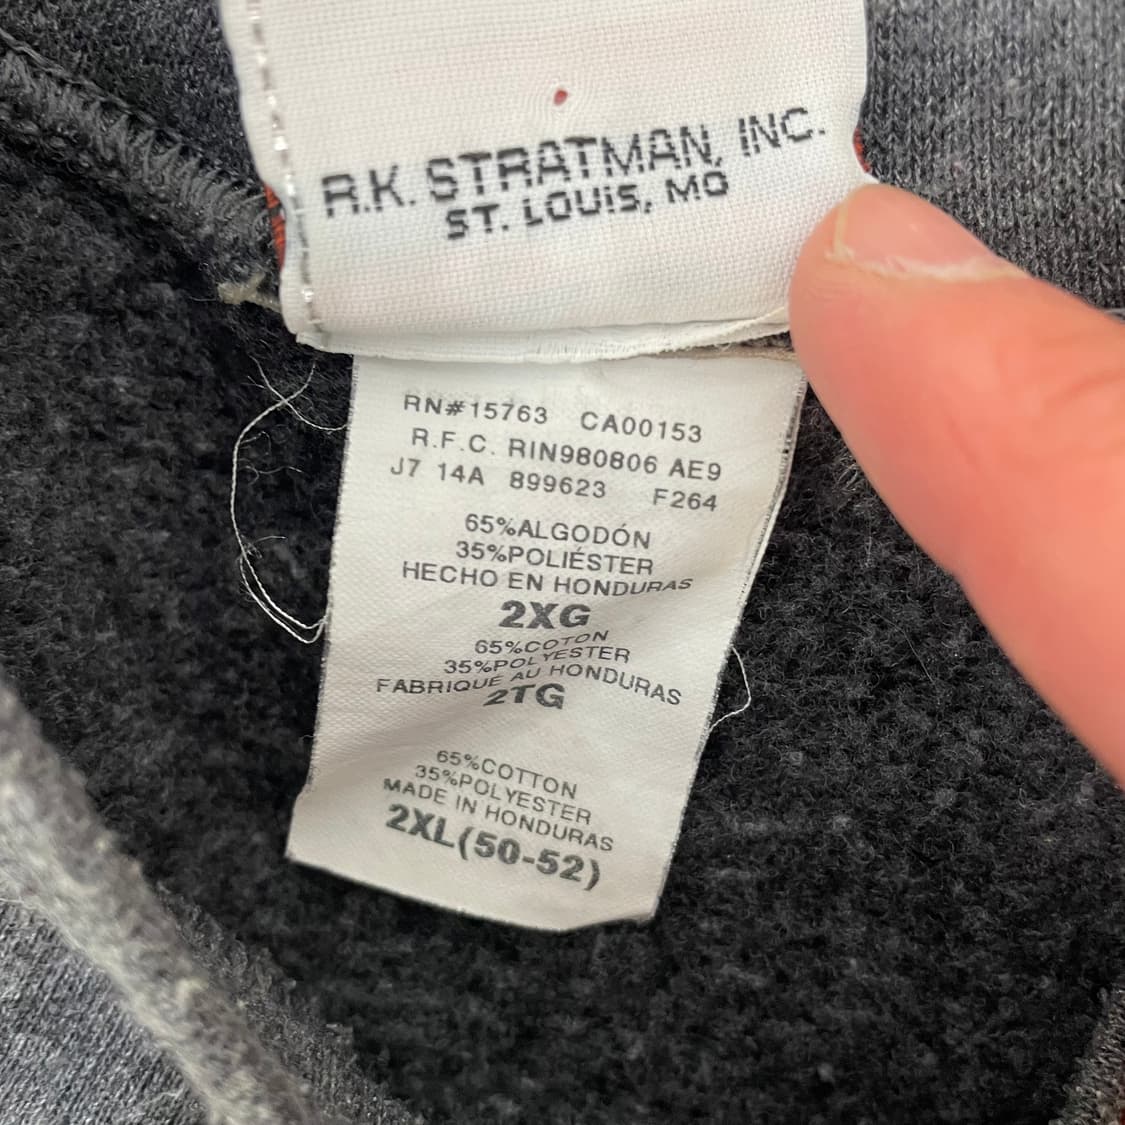 R.K. STRATMAN, INC.
ST. LOUIS, MO
RN#15763 CA00153
R.F.C. RIN980806 AE9
J7 14A 899623 F264
65%ALGODÓN
35%POLIÉSTER
HECHO EN HONDURAS
2XG
65%COTON
35%POLYESTER
FABRIQUE AU HONDURAS
2TG
65%COTTON
35%POLYESTER
MADE IN HONDURAS
2XL(50-52)